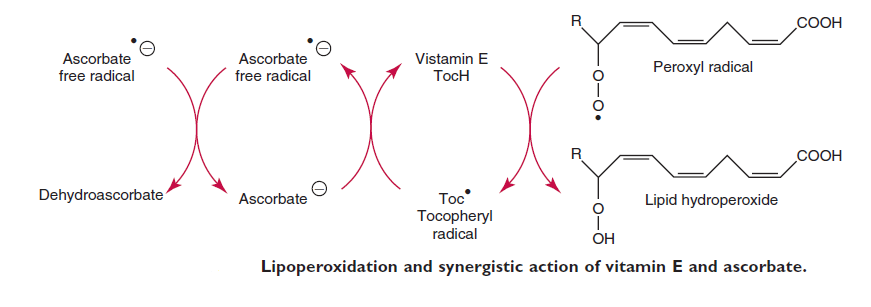 Ascorbate
free radical
Ascorbate
free radical
Vistamin E
TocH
R
COOH
O
O
Peroxyl radical
Dehydroascorbate
Ascorbate
Toc
Tocopheryl
radical
R
COOH
O
OH
Lipid hydroperoxide
Lipoperoxidation and synergistic action of vitamin E and ascorbate.